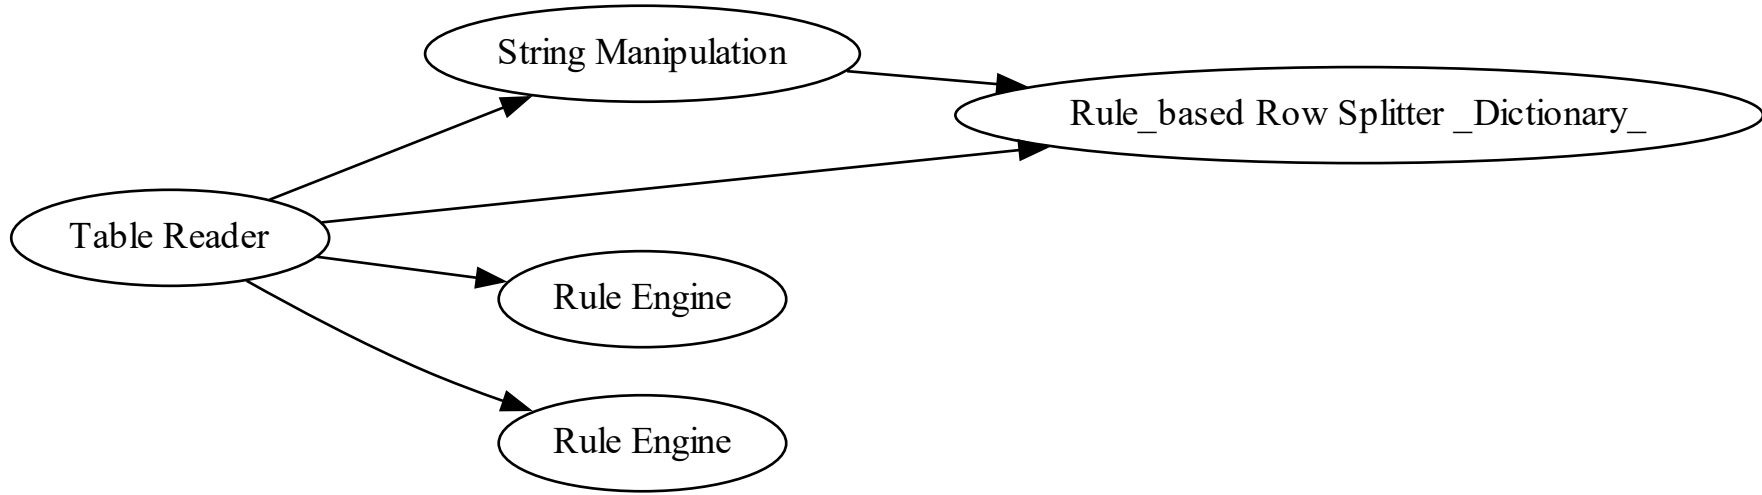 String Manipulation
Rule_based Row Splitter _Dictionary_
Table Reader
Rule Engine
Rule Engine